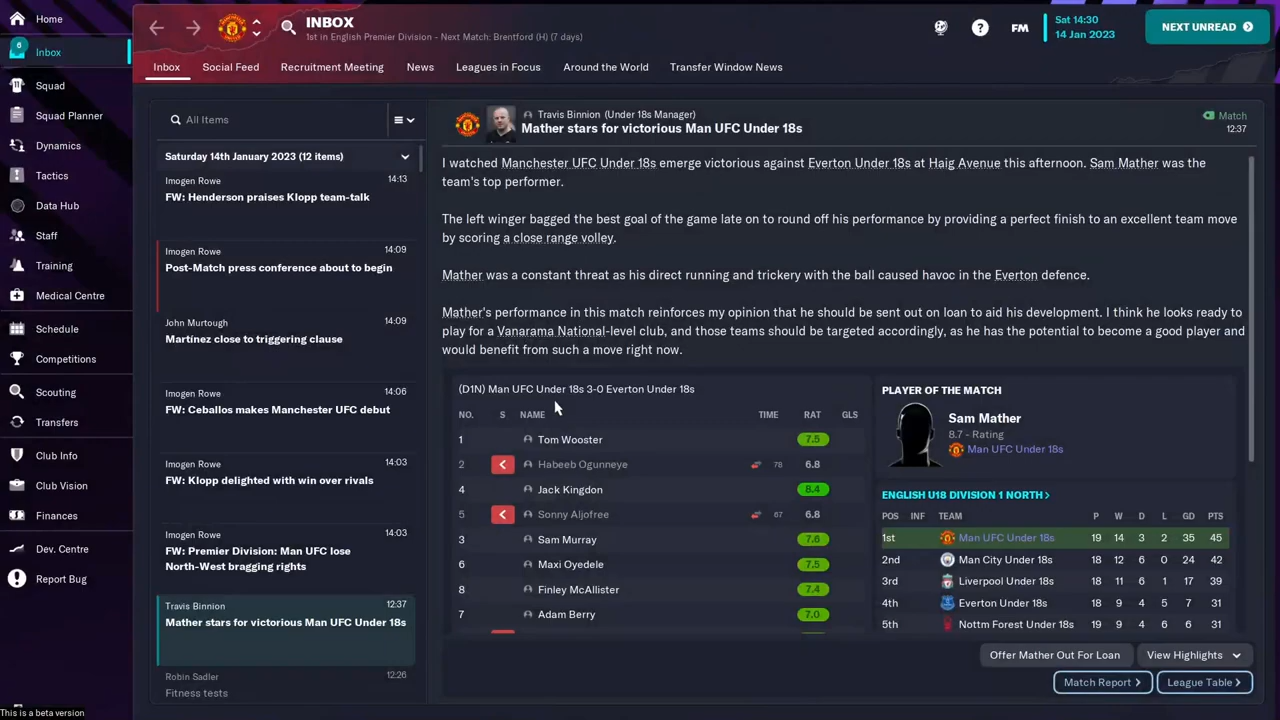 Home
INBOX
1st in English Premier Division - Next Match: Brentford (H) (7 days)
FM
Sat 14:30
14 Jan 2023
NEXT UNREAD
6
Inbox
Squad
Squad Planner
Dynamics
Tactics
Data Hub
Staff
Training
Medical Centre
Schedule
Competitions
Scouting
Transfers
Club Info
Club Vision
Finances
Dev. Centre
Report Bug
This is a beta version
Inbox Social Feed Recruitment Meeting News Leagues in Focus Around the World Transfer Window News
All Items
Saturday 14th January 2023 (12 items)
Imogen Rowe 14:13
FW: Henderson praises Klopp team-talk
Imogen Rowe 14:09
Post-Match press conference about to begin
John Murtough 14:09
Martínez close to triggering clause
Imogen Rowe 14:06
FW: Ceballos makes Manchester UFC debut
Imogen Rowe 14:03
FW: Klopp delighted with win over rivals
Imogen Rowe 14:03
FW: Premier Division: Man UFC lose
North-West bragging rights
Travis Binnion 12:37
Mather stars for victorious Man UFC Under 18s
Robin Sadler 12:26
Fitness tests
Travis Binnion (Under 18s Manager)
Mather stars for victorious Man UFC Under 18s
Match
12:37
I watched Manchester UFC Under 18s emerge victorious against Everton Under 18s at Haig Avenue this afternoon. Sam Mather was the
team's top performer.
The left winger bagged the best goal of the game late on to round off his performance by providing a perfect finish to an excellent team move
by scoring a close range volley.
Mather was a constant threat as his direct running and trickery with the ball caused havoc in the Everton defence.
Mather's performance in this match reinforces my opinion that he should be sent out on loan to aid his development. I think he looks ready to
play for a Vanarama National-level club, and those teams should be targeted accordingly, as he has the potential to become a good player and
would benefit from such a move right now.
(D1N) Man UFC Under 18s 3-0 Everton Under 18s
NO. S NAME TIME RAT GLS
1 Tom Wooster 7.5
2 Habeeb Ogunneye 78 6.8
4 Jack Kingdon 8.4
5 Sonny Aljofree 67 6.8
3 Sam Murray 7.6
6 Maxi Oyedele 7.5
8 Finley McAllister 7.4
7 Adam Berry 7.0
PLAYER OF THE MATCH
Sam Mather
8.7 - Rating
Man UFC Under 18s
ENGLISH U18 DIVISION 1 NORTH
POS INF TEAM P W D L GD PTS
1st Man UFC Under 18s 19 14 3 2 35 45
2nd Man City Under 18s 18 12 6 0 24 42
3rd Liverpool Under 18s 18 11 6 1 17 39
4th Everton Under 18s 18 9 4 5 7 31
5th Nottm Forest Under 18s 19 9 4 6 6 31
Offer Mather Out For Loan
View Highlights
Match Report
League Table